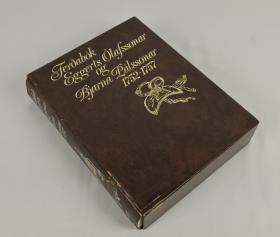 Ferðabók
Eggerts Ólafssonar
og
Bjarna Pálssonar
1752-1757